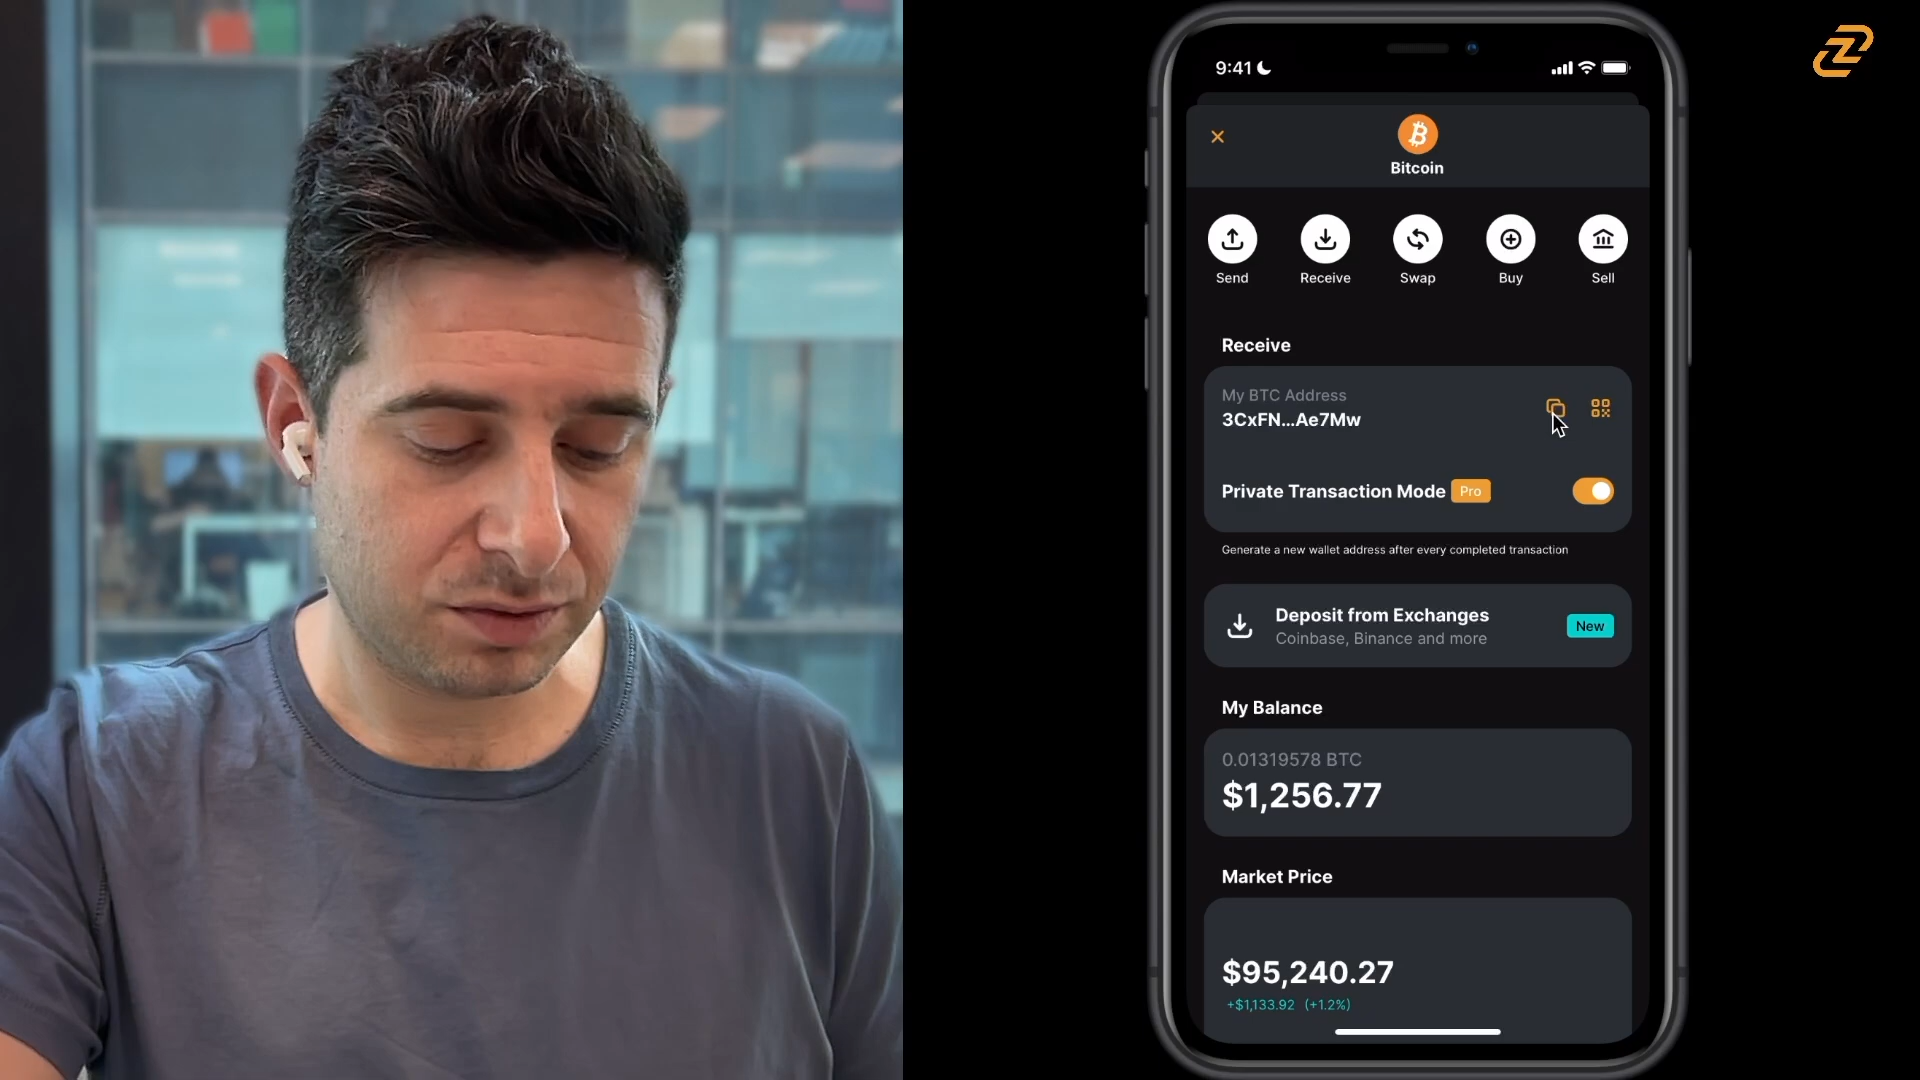 9:41
Bitcoin
Send
Receive
Swap
Buy
Sell
Receive
My BTC Address
3CxFN...Ae7Mw
Private Transaction Mode Pro
Generate a new wallet address after every completed transaction
Deposit from Exchanges
Coinbase, Binance and more
New
My Balance
0.01319578 BTC
$1,256.77
Market Price
$95,240.27
+$1,133.92 (+1.2%)